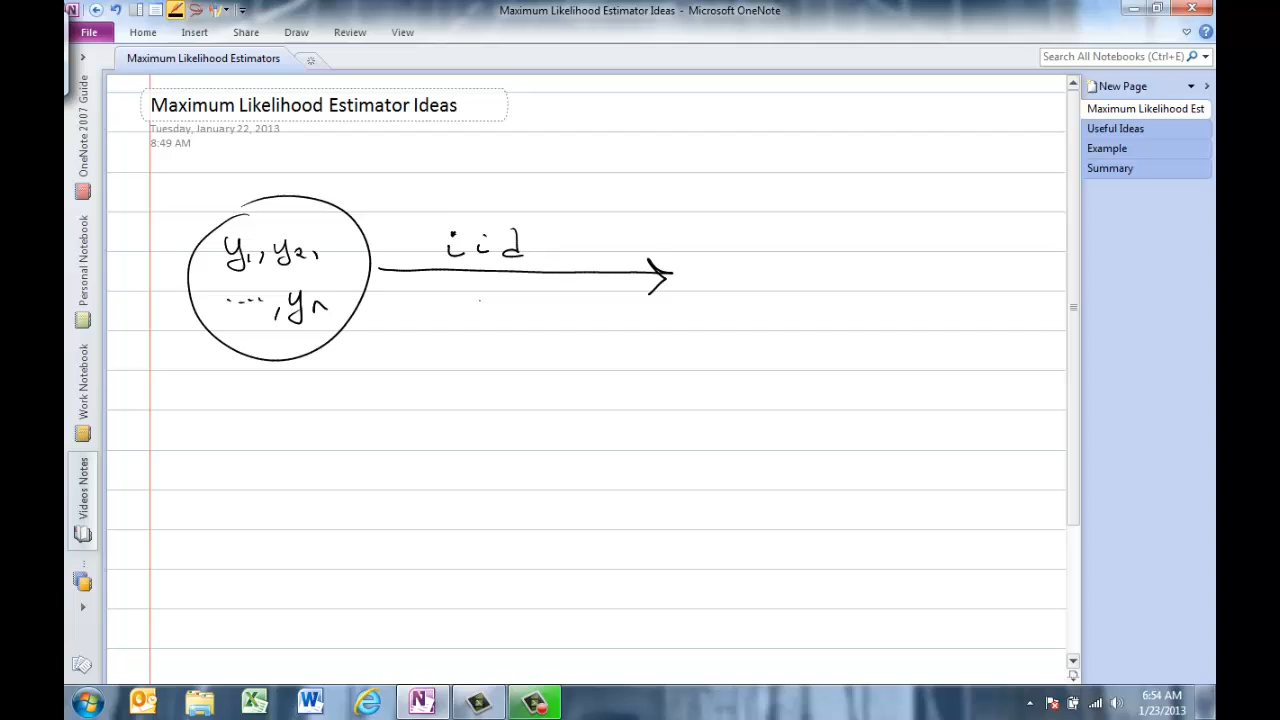 Maximum Likelihood Estimator Ideas - Microsoft OneNote
File Home Insert Share Draw Review View
Maximum Likelihood Estimators
Search All Notebooks (Ctrl+E)
New Page
Maximum Likelihood Est
Useful Ideas
Example
Summary
OneNote 2007 Guide
Personal Notebook
Work Notebook
Videos Notes
Maximum Likelihood Estimator Ideas
Tuesday, January 22, 2013
8:49 AM
y1, y2,
...., yn
iid
6:54 AM
1/23/2013